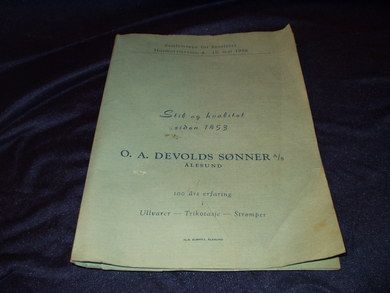 Stil og kvalitet
siden 1853
O. A. DEVOLDS SØNNER A/S
ÅLESUND
100 års erfaring
i
Ullvarer — Trikotasje — Strømper